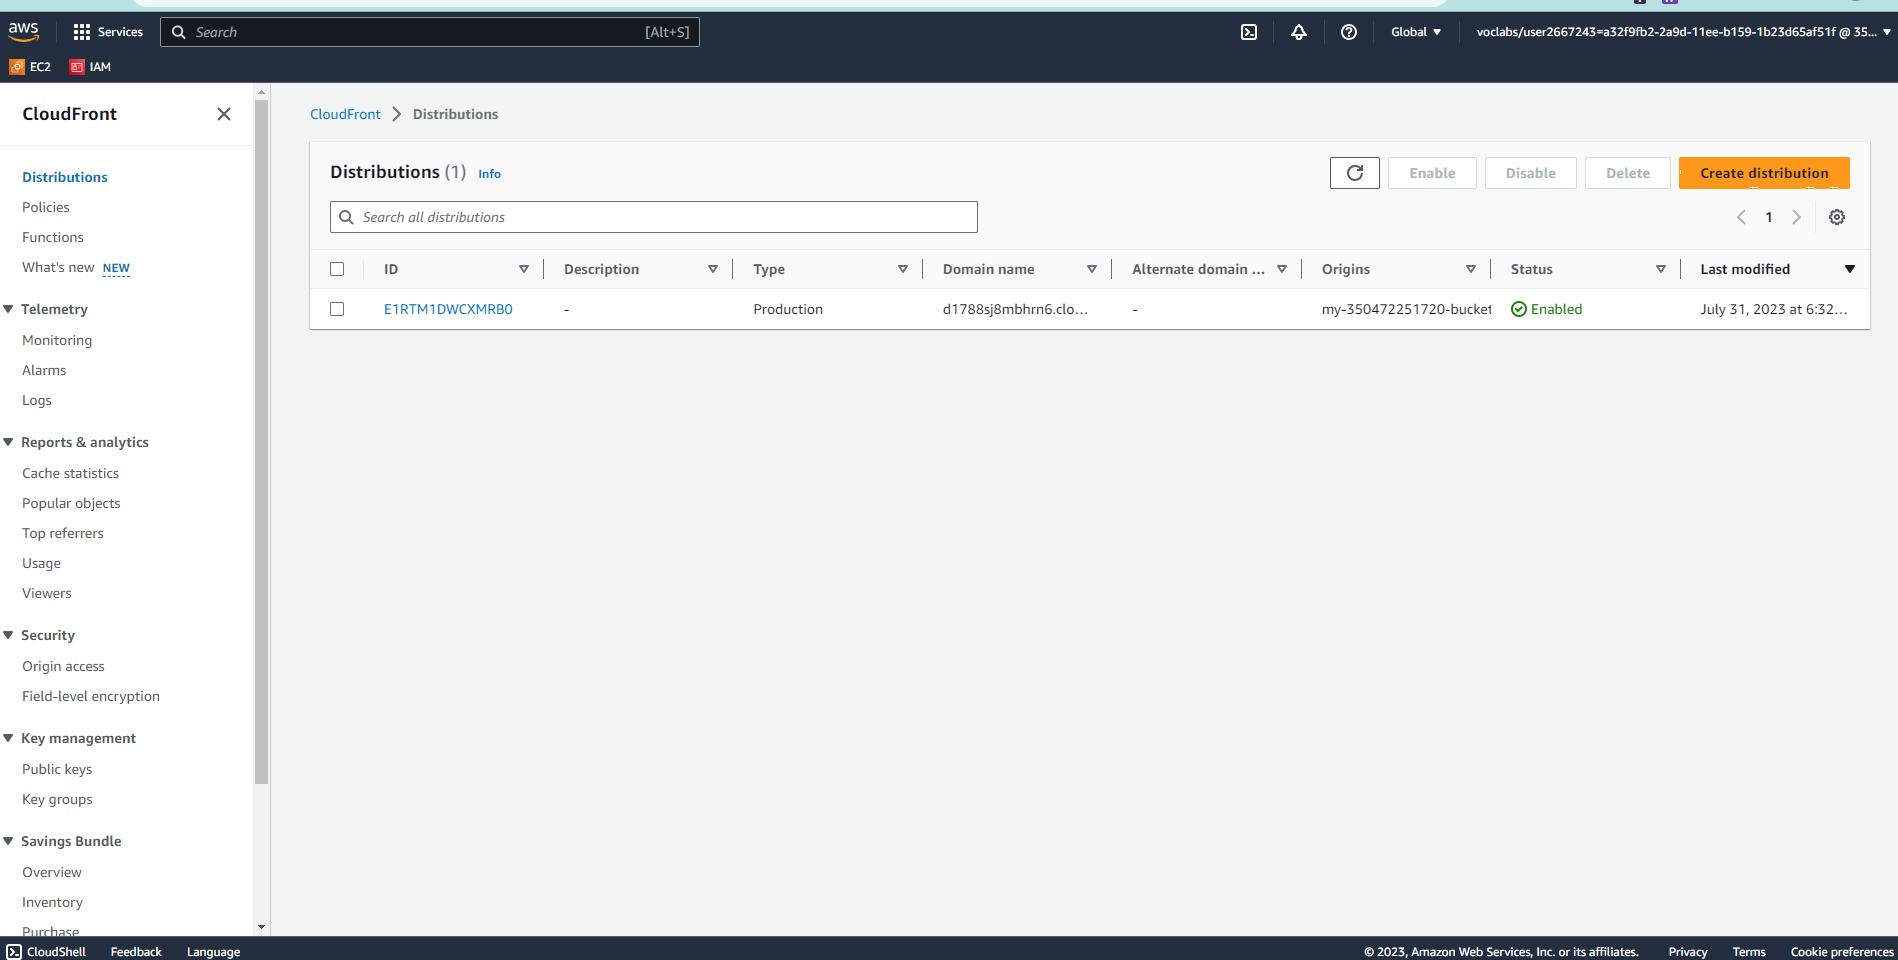 aws Services Search [Alt+S] Global voclabs/user2667243=a32f9fb2-2a9d-11ee-b159-1b23d65af51f @ 35...
EC2 IAM
CloudFront
Distributions
Policies
Functions
What's new NEW
Telemetry
Monitoring
Alarms
Logs
Reports & analytics
Cache statistics
Popular objects
Top referrers
Usage
Viewers
Security
Origin access
Field-level encryption
Key management
Public keys
Key groups
Savings Bundle
Overview
Inventory
Purchase
CloudFront Distributions
Distributions (1) Info Enable Disable Delete Create distribution
Search all distributions 1
ID Description Type Domain name Alternate domain ... Origins Status Last modified
E1RTM1DWCXMRB0 - Production d1788sj8mbhrn6.clo... - my-350472251720-bucket Enabled July 31, 2023 at 6:32...
CloudShell Feedback Language © 2023, Amazon Web Services, Inc. or its affiliates. Privacy Terms Cookie preferences